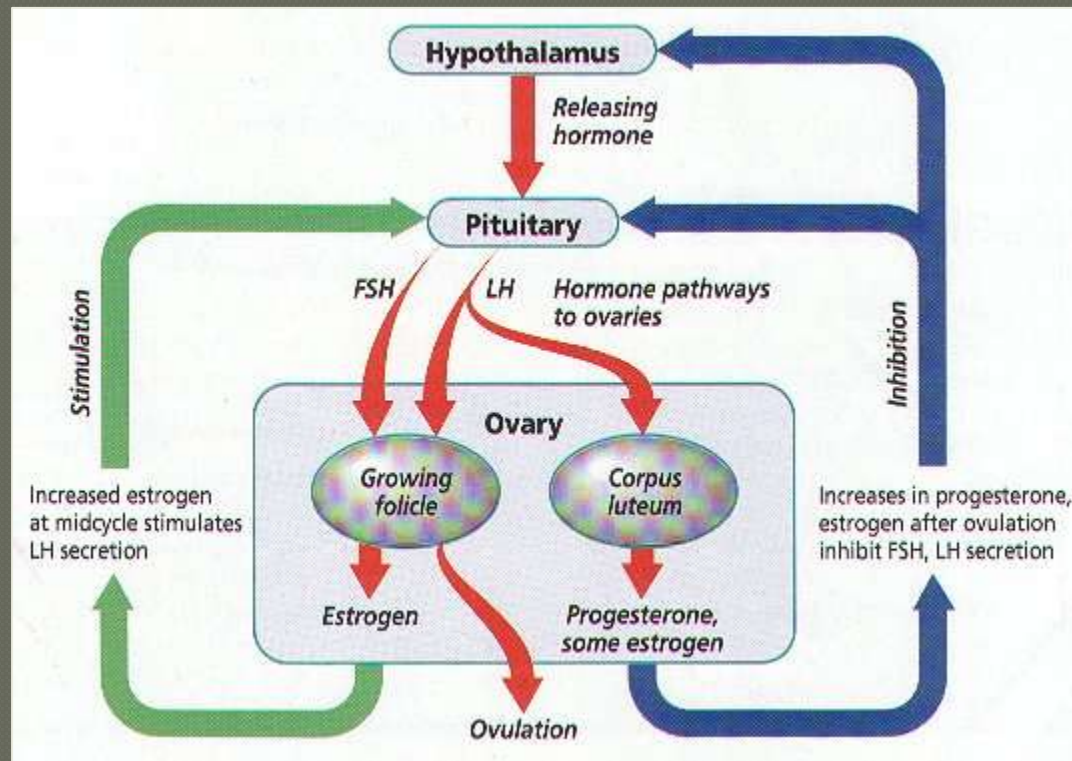 Hypothalamus
Releasing
hormone
Pituitary
FSH
LH
Hormone pathways
to ovaries
Stimulation
Inhibition
Ovary
Growing
folicle
Corpus
luteum
Increased estrogen
at midcycle stimulates
LH secretion
Increases in progesterone,
estrogen after ovulation
inhibit FSH, LH secretion
Estrogen
Progesterone,
some estrogen
Ovulation